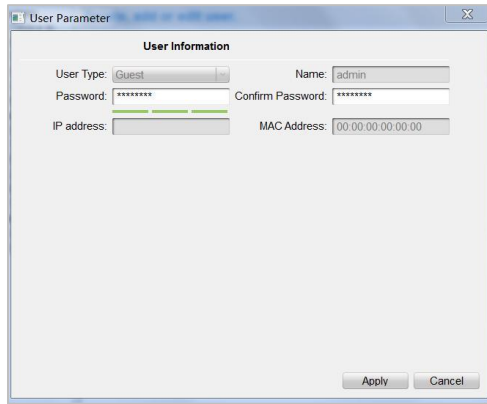 User Parameter
User Information
User Type: Guest Name: admin
Password: ******** Confirm Password: ********
IP address: MAC Address: 00:00:00:00:00:00
Apply Cancel